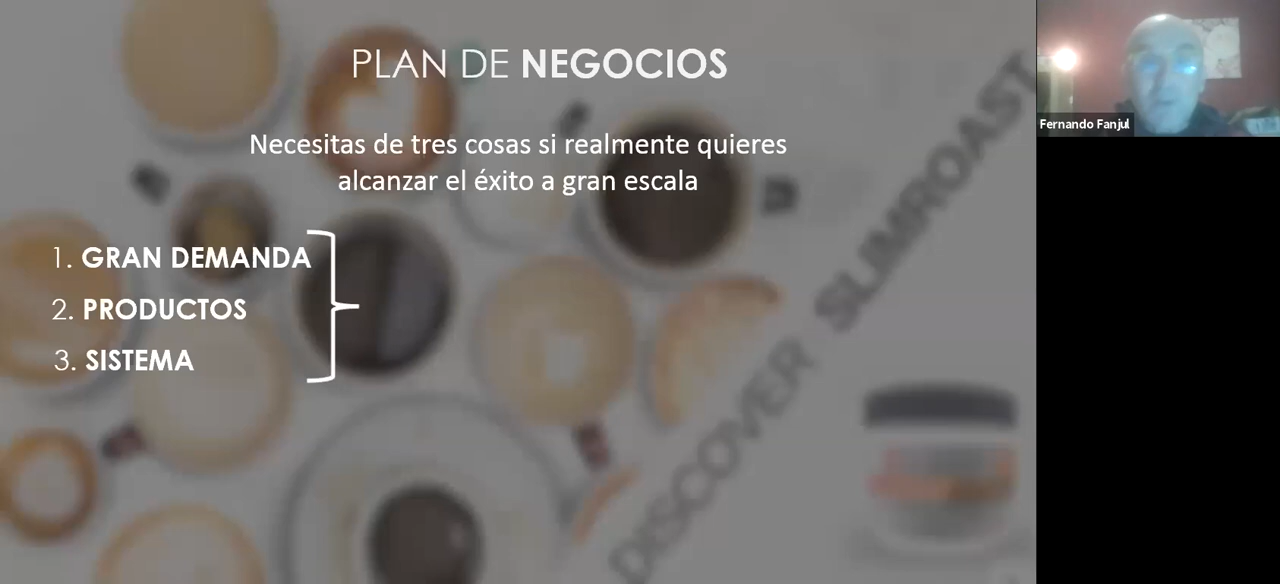 PLAN DE NEGOCIOS
Necesitas de tres cosas si realmente quieres
alcanzar el éxito a gran escala
1. GRAN DEMANDA
2. PRODUCTOS
3. SISTEMA
DISCOVER SLIMROAST
Fernando Fanjul